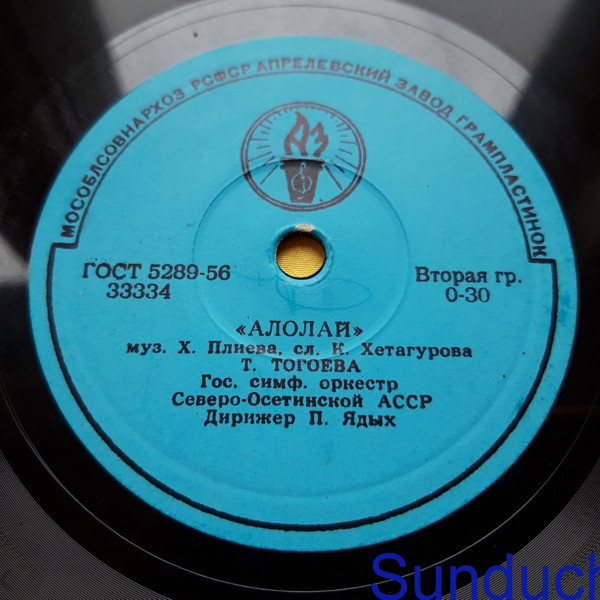 МОСОБЛСОВНАРХОЗ РСФСР АПРЕЛЕВСКИЙ ЗАВОД ГРАМПЛАСТИНОК
АЗ
ГОСТ 5289-56
33334
Вторая гр.
0-30
«АЛОЛАЙ»
муз. Х. Плиева, сл. К. Хетагурова
Т. ТОГОЕВА
Гос. симф. оркестр
Северо-Осетинской АССР
Дирижер П. Ядых
Sunduch